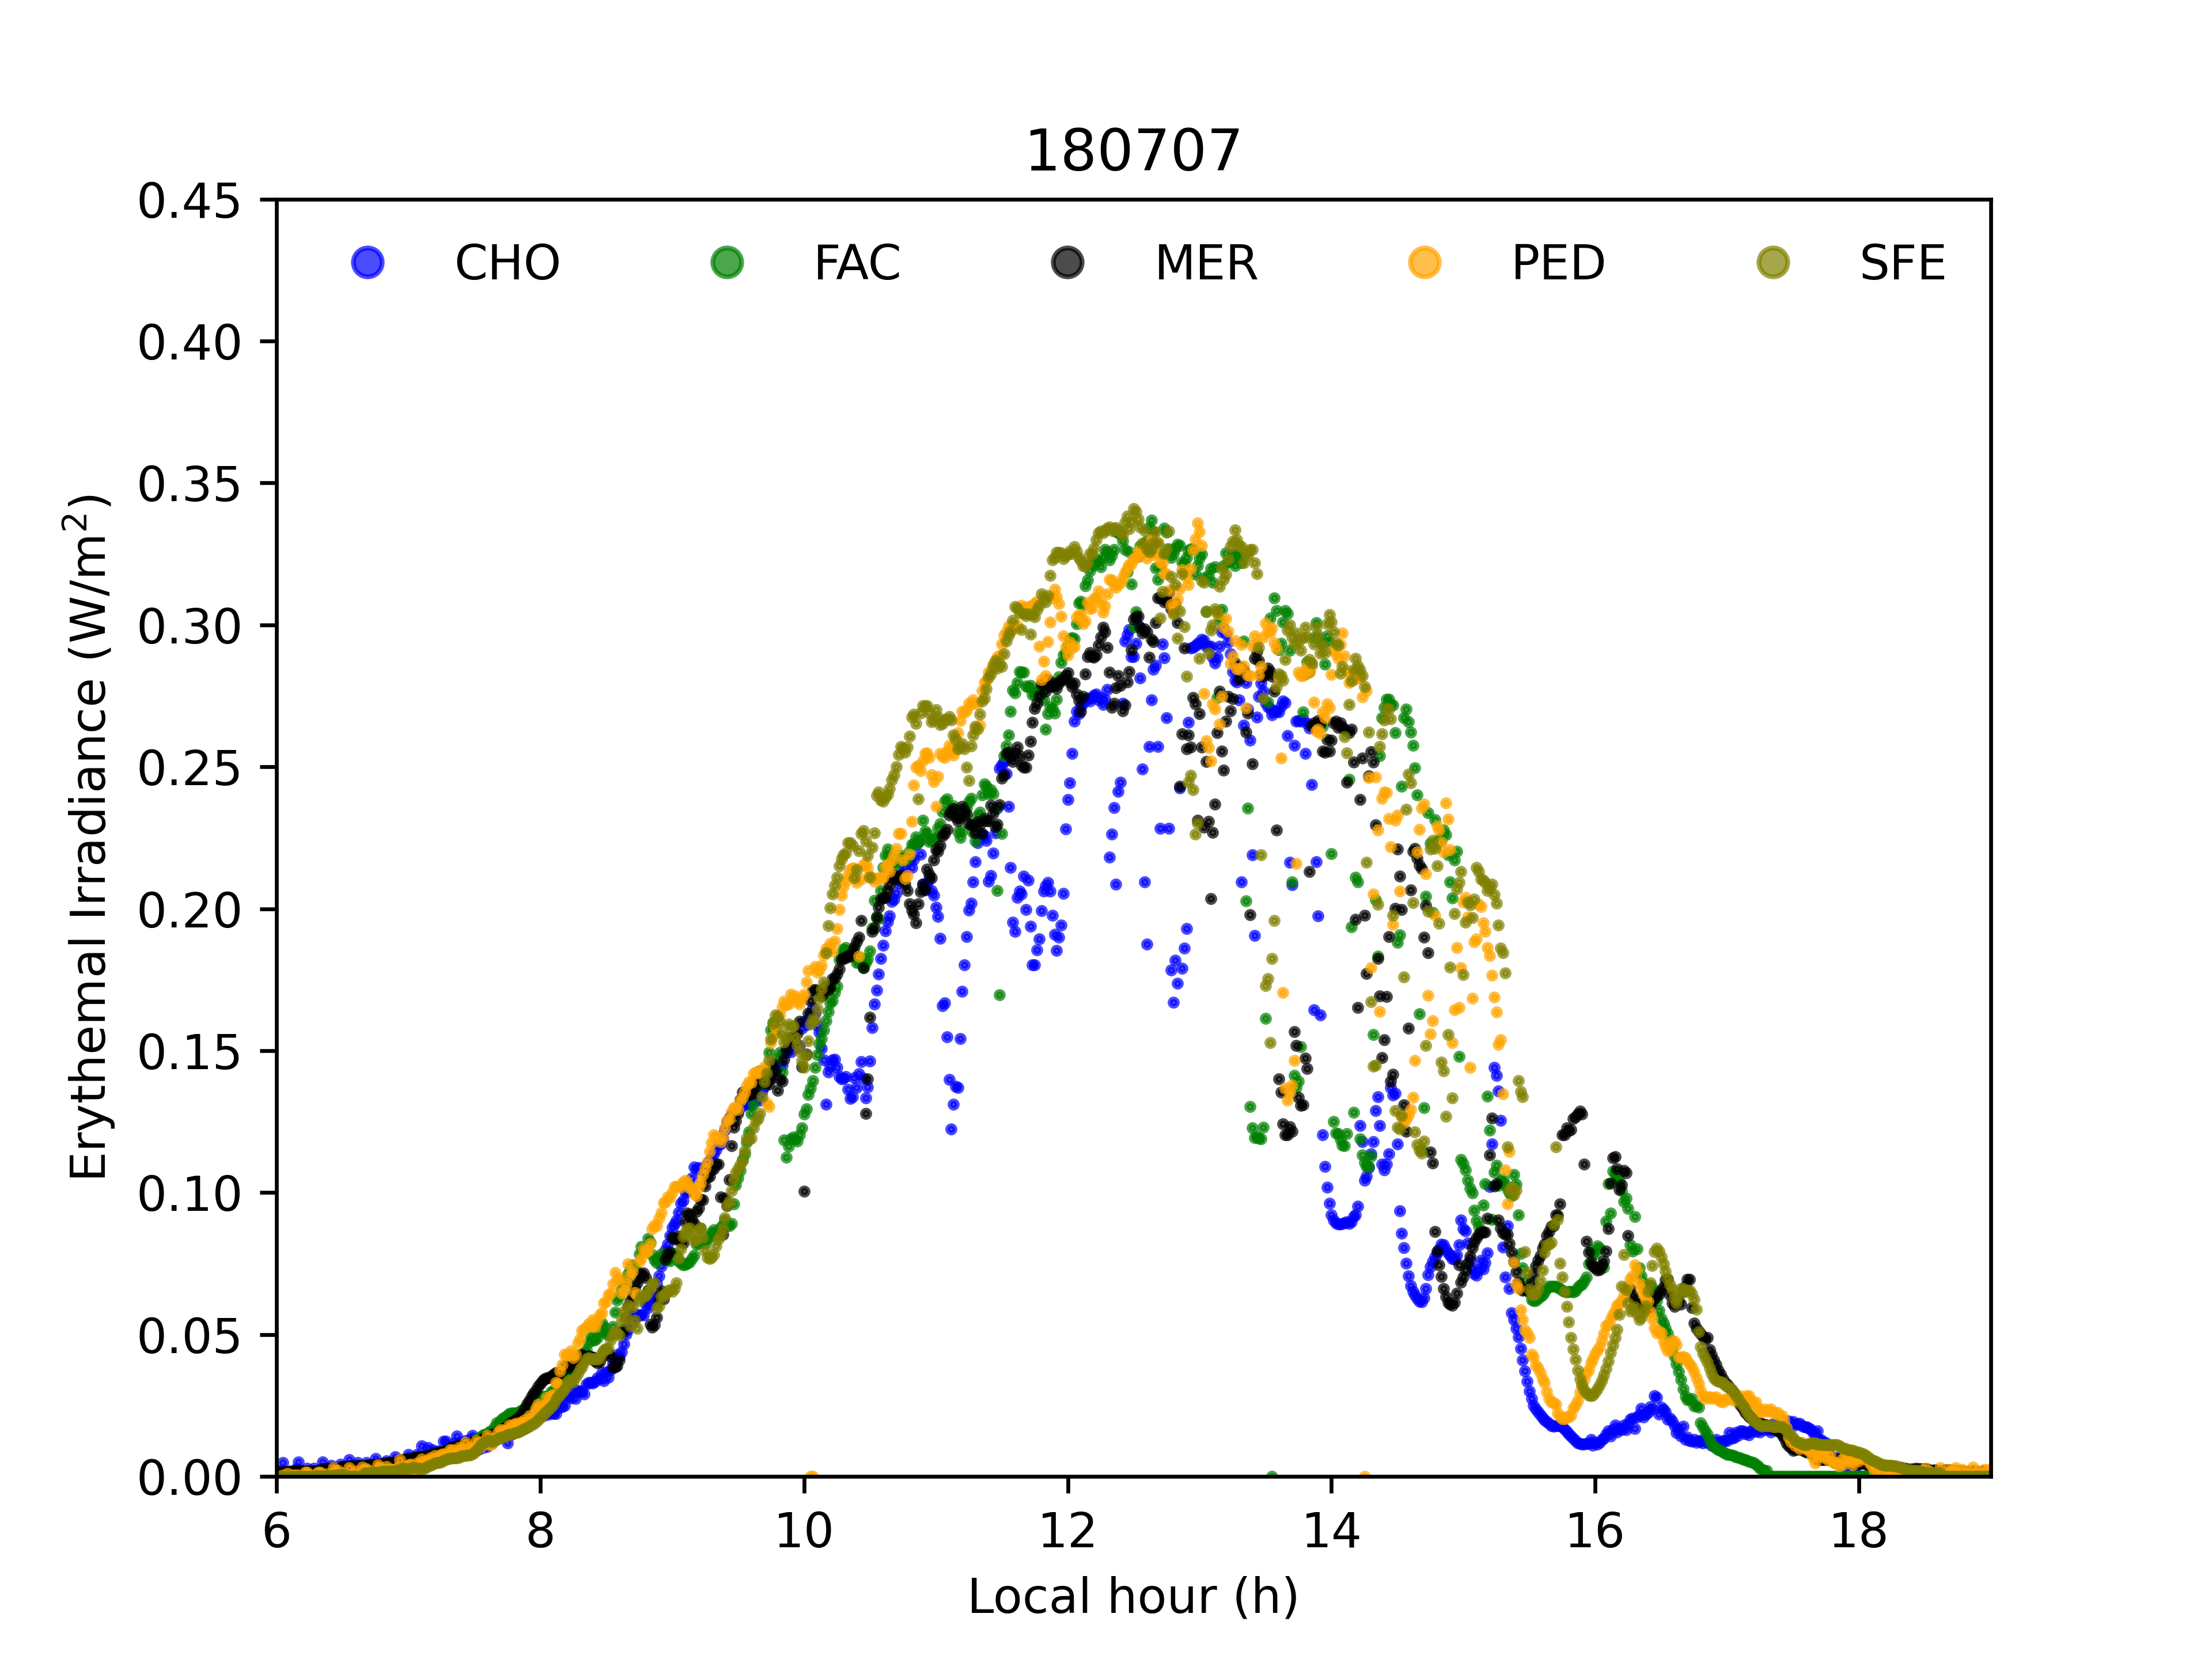 180707
CHO FAC MER PED SFE
0.45
0.40
0.35
0.30
0.25
0.20
0.15
0.10
0.05
0.00
Erythemal Irradiance (W/m²)
6 8 10 12 14 16 18
Local hour (h)